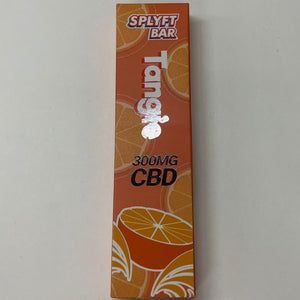 SPLYFT
BAR
Tangie
300MG
CBD